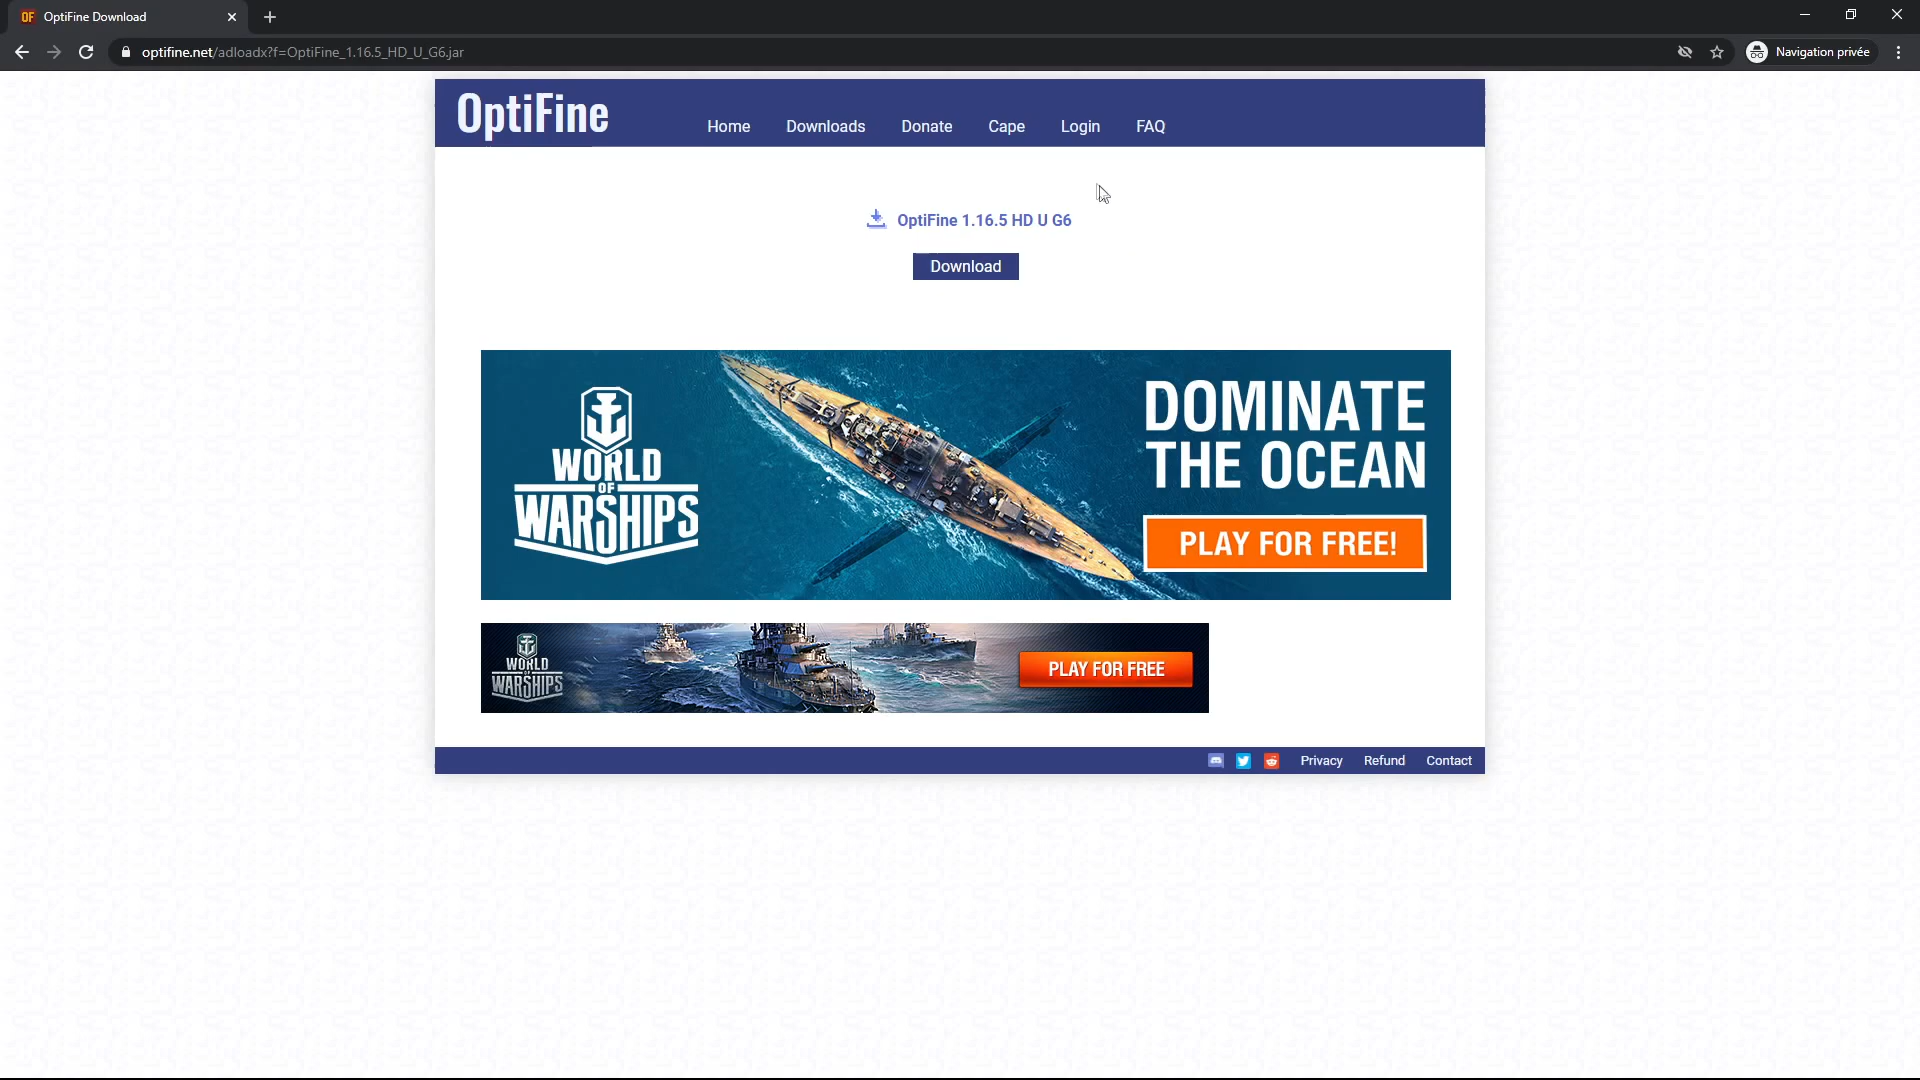 OF OptiFine Download
optifine.net/adloadx?f=OptiFine_1.16.5_HD_U_G6.jar
Navigation privée
OptiFine
Home Downloads Donate Cape Login FAQ
OptiFine 1.16.5 HD U G6
Download
WORLD
OF
WARSHIPS
DOMINATE
THE OCEAN
PLAY FOR FREE!
WORLD
OF
WARSHIPS
PLAY FOR FREE
Privacy Refund Contact